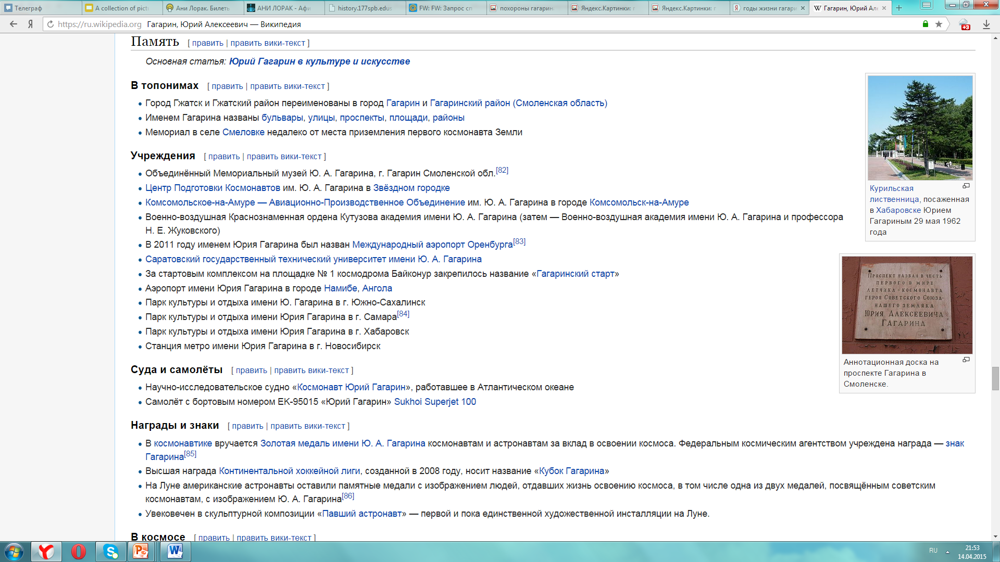 Телеграф
A collection of pict
Ани Лорак. Билеть
АНИ ЛОРАК - Афи
history.177spb.edus
FW: FW: Запрос сп
похороны гагарин
Яндекс.Картинки: г
Яндекс.Картинки: г
годы жизни гагари
Гагарин, Юрий Але
https://ru.wikipedia.org Гагарин, Юрий Алексеевич — Википедия
+3
Память [ править | править вики-текст ]
Основная статья: Юрий Гагарин в культуре и искусстве
В топонимах [ править | править вики-текст ]
Город Гжатск и Гжатский район переименованы в город Гагарин и Гагаринский район (Смоленская область)
Именем Гагарина названы бульвары, улицы, проспекты, площади, районы
Мемориал в селе Смеловке недалеко от места приземления первого космонавта Земли
Учреждения [ править | править вики-текст ]
Объединённый Мемориальный музей Ю. А. Гагарина, г. Гагарин Смоленской обл.[82]
Центр Подготовки Космонавтов им. Ю. А. Гагарина в Звёздном городке
Комсомольское-на-Амуре — Авиационно-Производственное Объединение им. Ю. А. Гагарина в городе Комсомольск-на-Амуре
Военно-воздушная Краснознаменная ордена Кутузова академия имени Ю. А. Гагарина (затем — Военно-воздушная академия имени Ю. А. Гагарина и профессора
Н. Е. Жуковского)
В 2011 году именем Юрия Гагарина был назван Международный аэропорт Оренбурга[83]
Саратовский государственный технический университет имени Ю. А. Гагарина
За стартовым комплексом на площадке № 1 космодрома Байконур закрепилось название «Гагаринский старт»
Аэропорт имени Юрия Гагарина в городе Намибе, Ангола
Парк культуры и отдыха имени Ю. Гагарина в г. Южно-Сахалинск
Парк культуры и отдыха имени Юрия Гагарина в г. Самара[84]
Парк культуры и отдыха имени Юрия Гагарина в г. Хабаровск
Станция метро имени Юрия Гагарина в г. Новосибирск
Суда и самолёты [ править | править вики-текст ]
Научно-исследовательское судно «Космонавт Юрий Гагарин», работавшее в Атлантическом океане
Самолёт с бортовым номером EK-95015 «Юрий Гагарин» Sukhoi Superjet 100
Награды и знаки [ править | править вики-текст ]
В космонавтике вручается Золотая медаль имени Ю. А. Гагарина космонавтам и астронавтам за вклад в освоении космоса. Федеральным космическим агентством учреждена награда — знак
Гагарина[85]
Высшая награда Континентальной хоккейной лиги, созданной в 2008 году, носит название «Кубок Гагарина»
На Луне американские астронавты оставили памятные медали с изображением людей, отдавших жизнь освоению космоса, в том числе одна из двух медалей, посвящённым советским
космонавтам, с изображением Ю. А. Гагарина[86]
Увековечен в скульптурной композиции «Павший астронавт» — первой и пока единственной художественной инсталляции на Луне.
В космосе [ править | править вики-текст ]
Курильская
лиственница, посаженная
в Хабаровске Юрием
Гагариным 29 мая 1962
года
Проспект назван в честь
первого в мире
летчика-космонавта
героя Советского Союза-
нашего земляка
Юрия Алексеевича
Гагарина
Аннотационная доска на
проспекте Гагарина в
Смоленске.
RU
21:53
14.04.2015